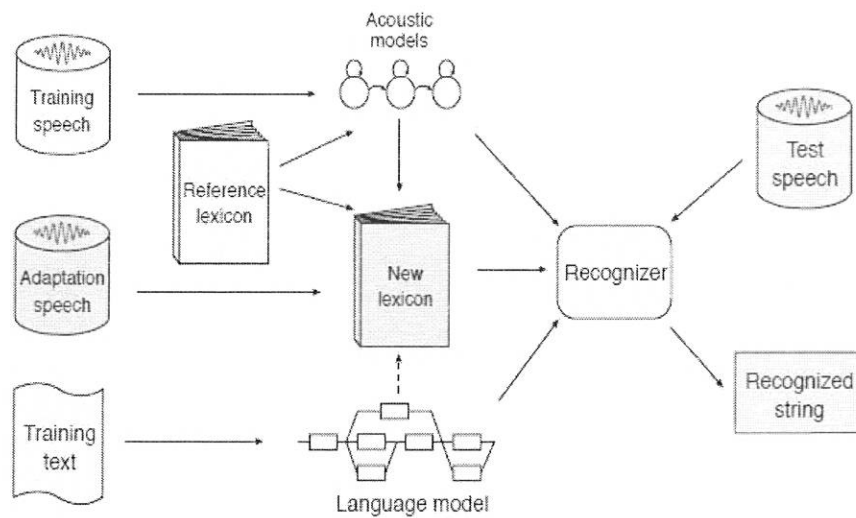 Acoustic
models
Training
speech
Reference
lexicon
Test
speech
Adaptation
speech
New
lexicon
Recognizer
Training
text
Recognized
string
Language model